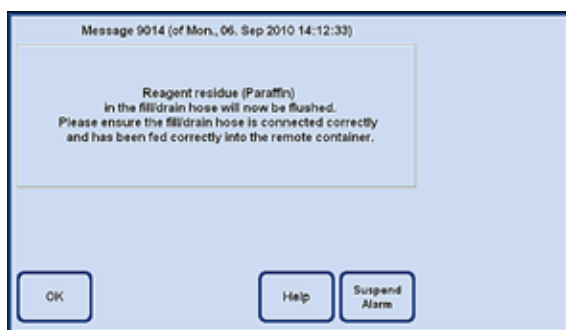 Message 9014 (of Mon., 06. Sep 2010 14:12:33)
Reagent residue (Paraffin)
in the fill/drain hose will now be flushed.
Please ensure the fill/drain hose is connected correctly
and has been fed correctly into the remote container.
OK
Help
Suspend
Alarm